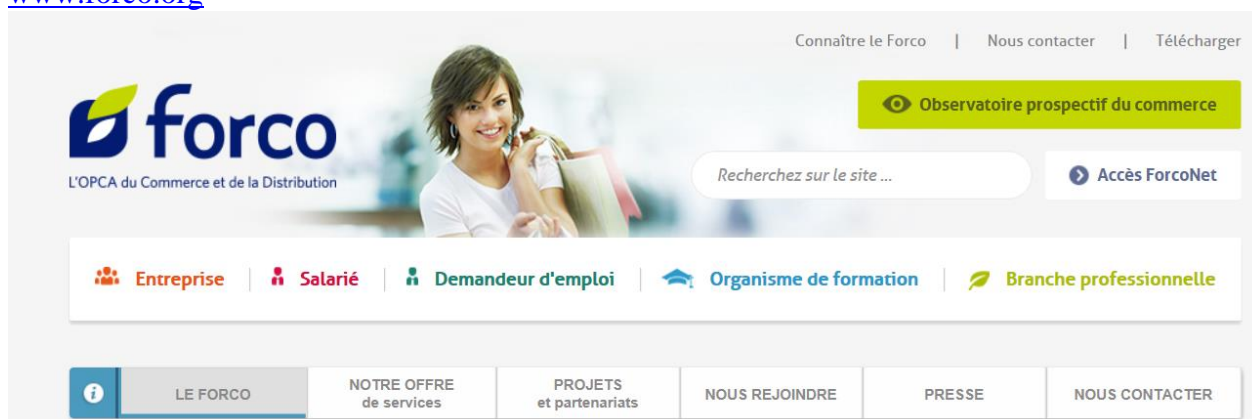 www.forco.org
Connaître le Forco | Nous contacter | Télécharger
forco
L'OPCA du Commerce et de la Distribution
Observatoire prospectif du commerce
Recherchez sur le site ...
Accès ForcoNet
Entreprise
Salarié
Demandeur d'emploi
Organisme de formation
Branche professionnelle
LE FORCO
NOTRE OFFRE
de services
PROJETS
et partenariats
NOUS REJOINDRE
PRESSE
NOUS CONTACTER